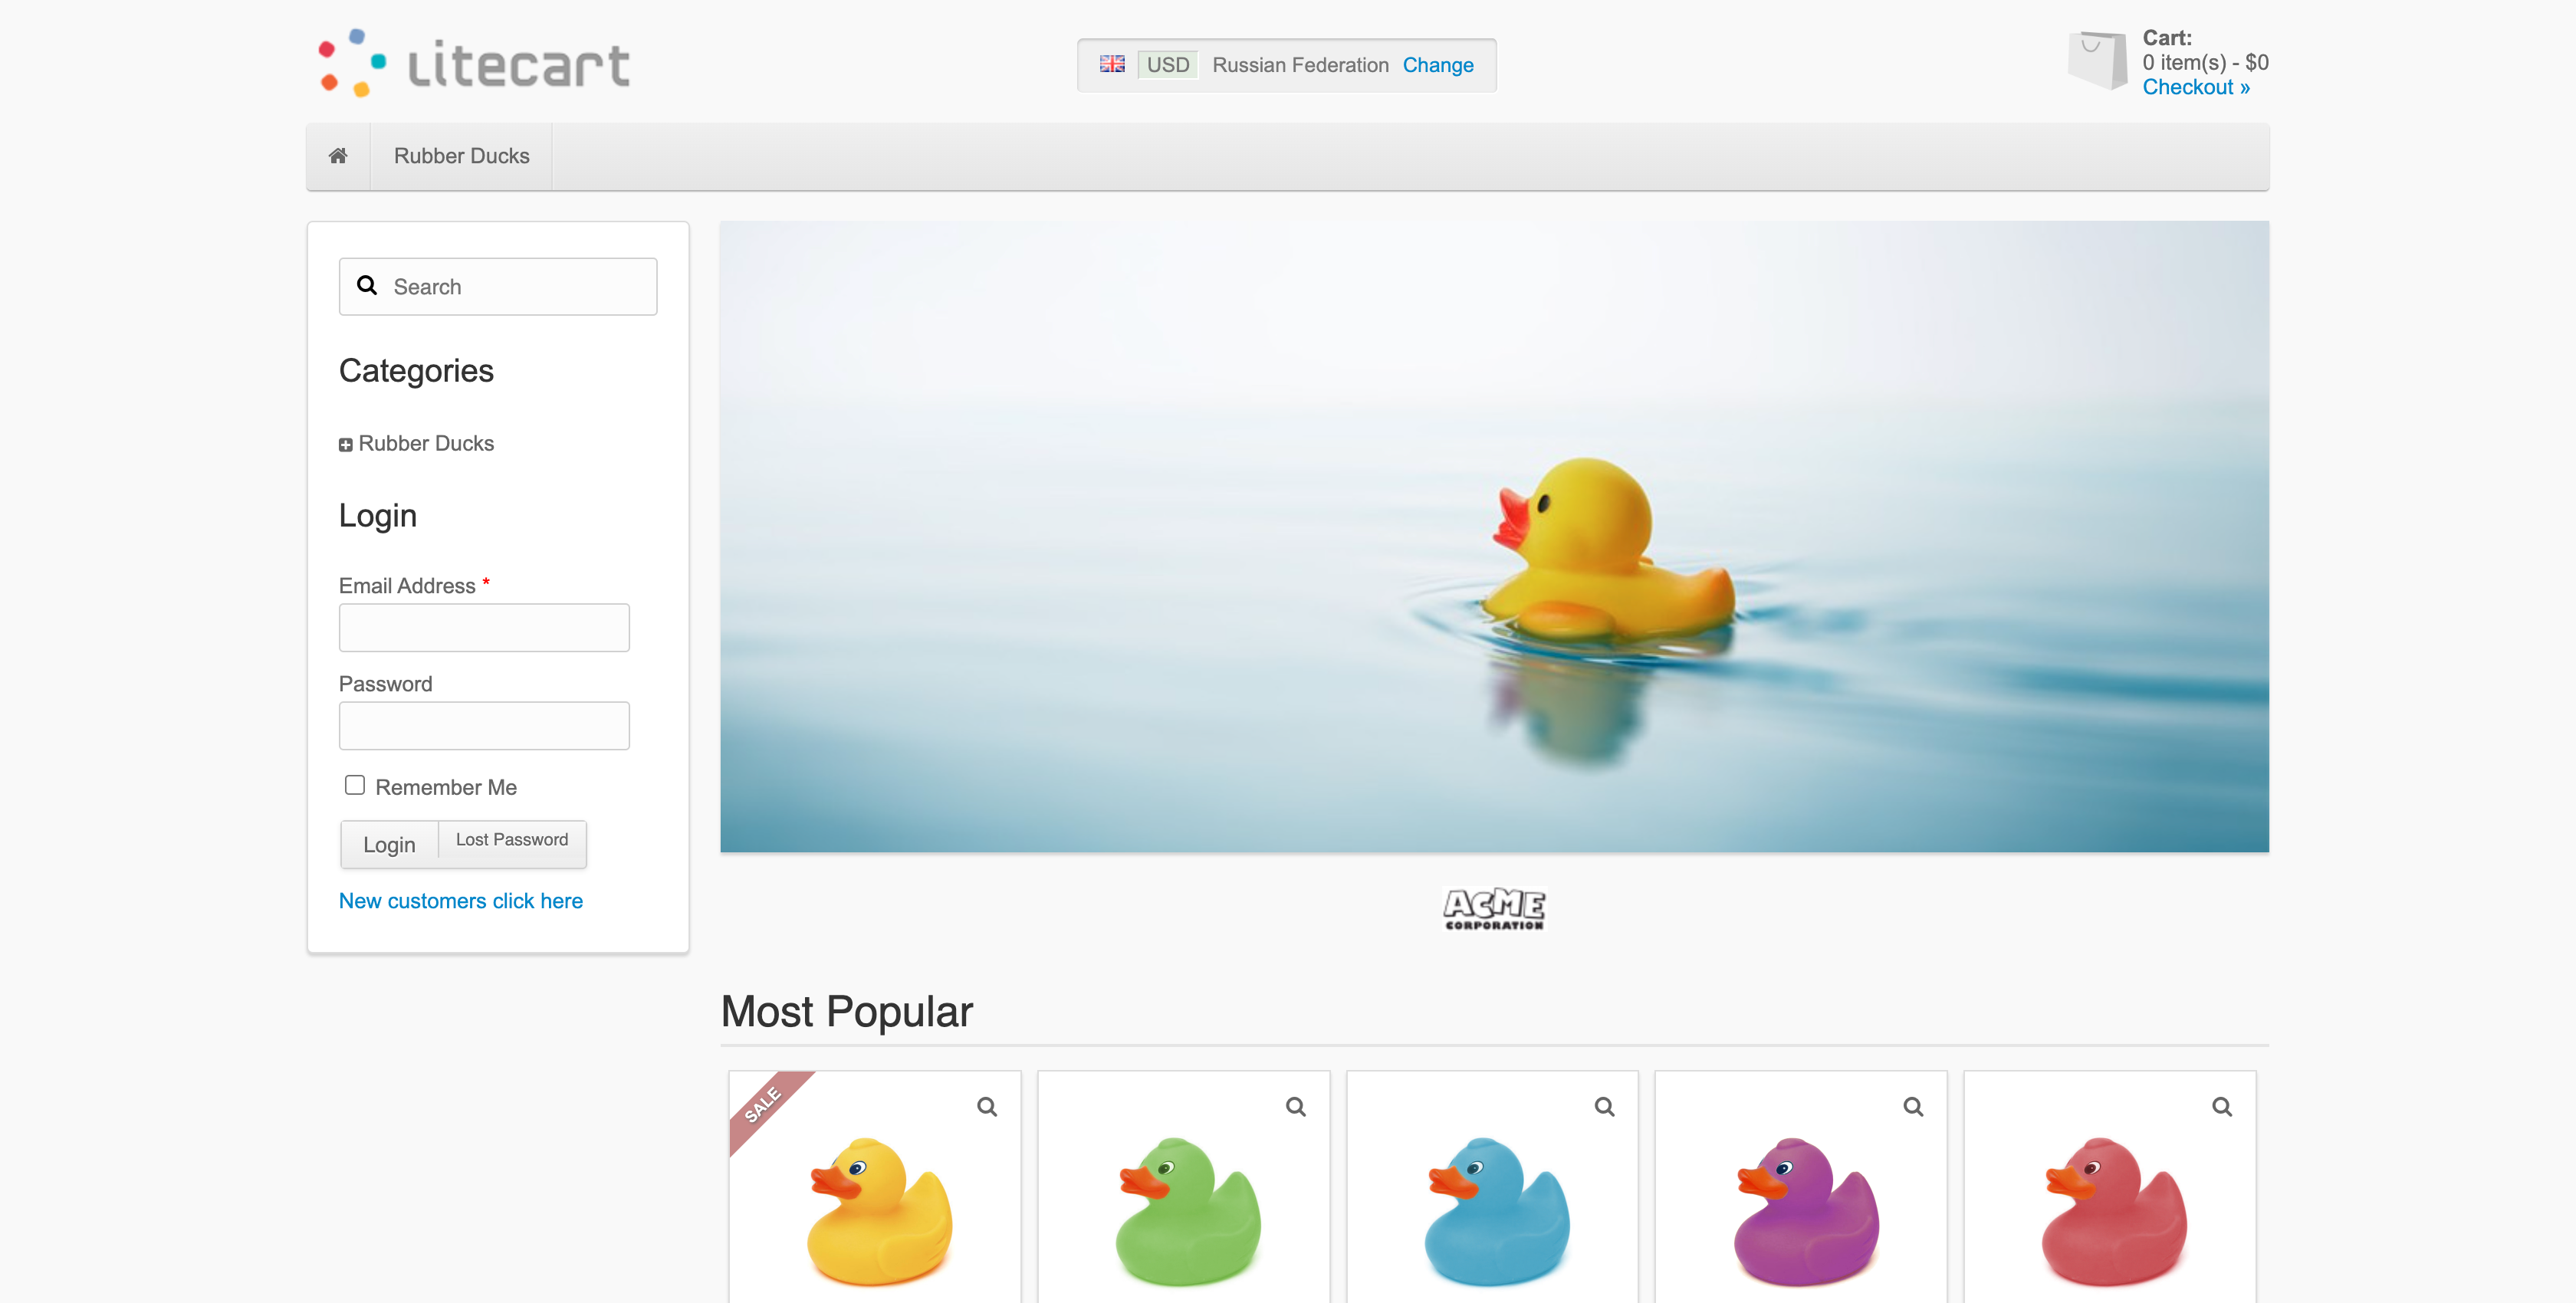 Litecart
USD Russian Federation Change
Cart:
0 item(s) - $0
Checkout »
Rubber Ducks
Search
Categories
Rubber Ducks
Login
Email Address *
Password
Remember Me
Login Lost Password
New customers click here
ACME
CORPORATION
Most Popular
SALE